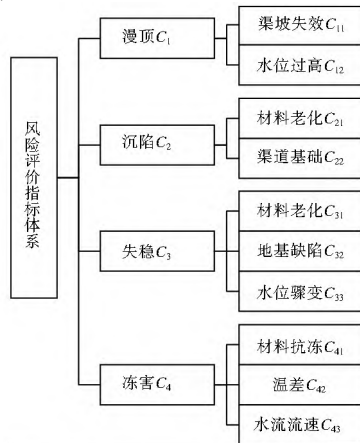 风险评价指标体系
漫顶C₁
渠坡失效C₁₁
水位过高C₁₂
沉陷C₂
材料老化C₂₁
渠道基础C₂₂
失稳C₃
材料老化C₃₁
地基缺陷C₃₂
水位骤变C₃₃
冻害C₄
材料抗冻C₄₁
温差C₄₂
水流流速C₄₃